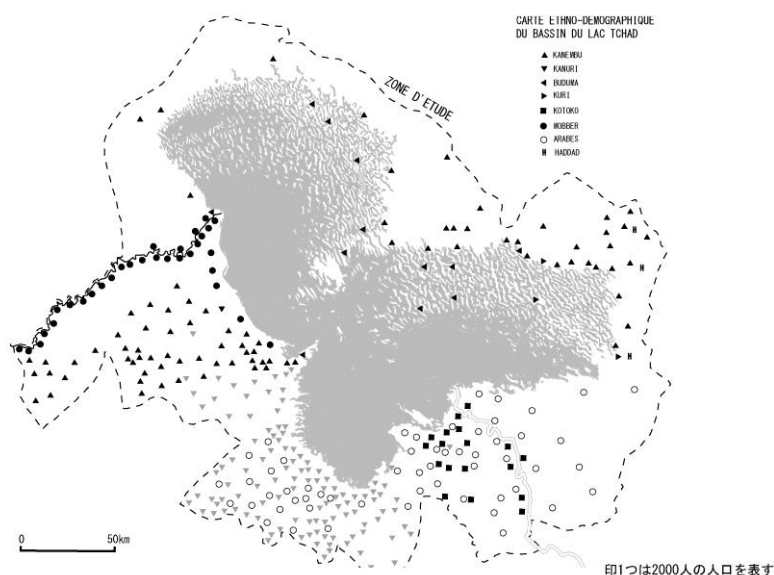 CARTE ETHNO-DEMOGRAPHIQUE
DU BASSIN DU LAC TCHAD
KANEMBU
KANURI
BUDUMA
KURI
KOTOKO
MOBBER
ARABES
HADDAD
ZONE D'ETUDE
0 50km
印1つは2000人の人口を表す